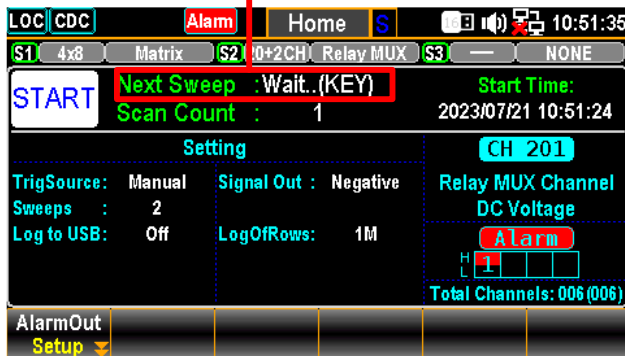 LOC CDC Alarm Home S 10:51:35
S1 4x8 Matrix S2 20+2CH Relay MUX S3 — NONE
START
Next Sweep :Wait..(KEY)
Scan Count : 1
Start Time:
2023/07/21 10:51:24
Setting
TrigSource: Manual Signal Out : Negative
Sweeps : 2
Log to USB: Off LogOfRows: 1M
CH 201
Relay MUX Channel
DC Voltage
Alarm
H 1
L
Total Channels: 006(006)
AlarmOut
Setup